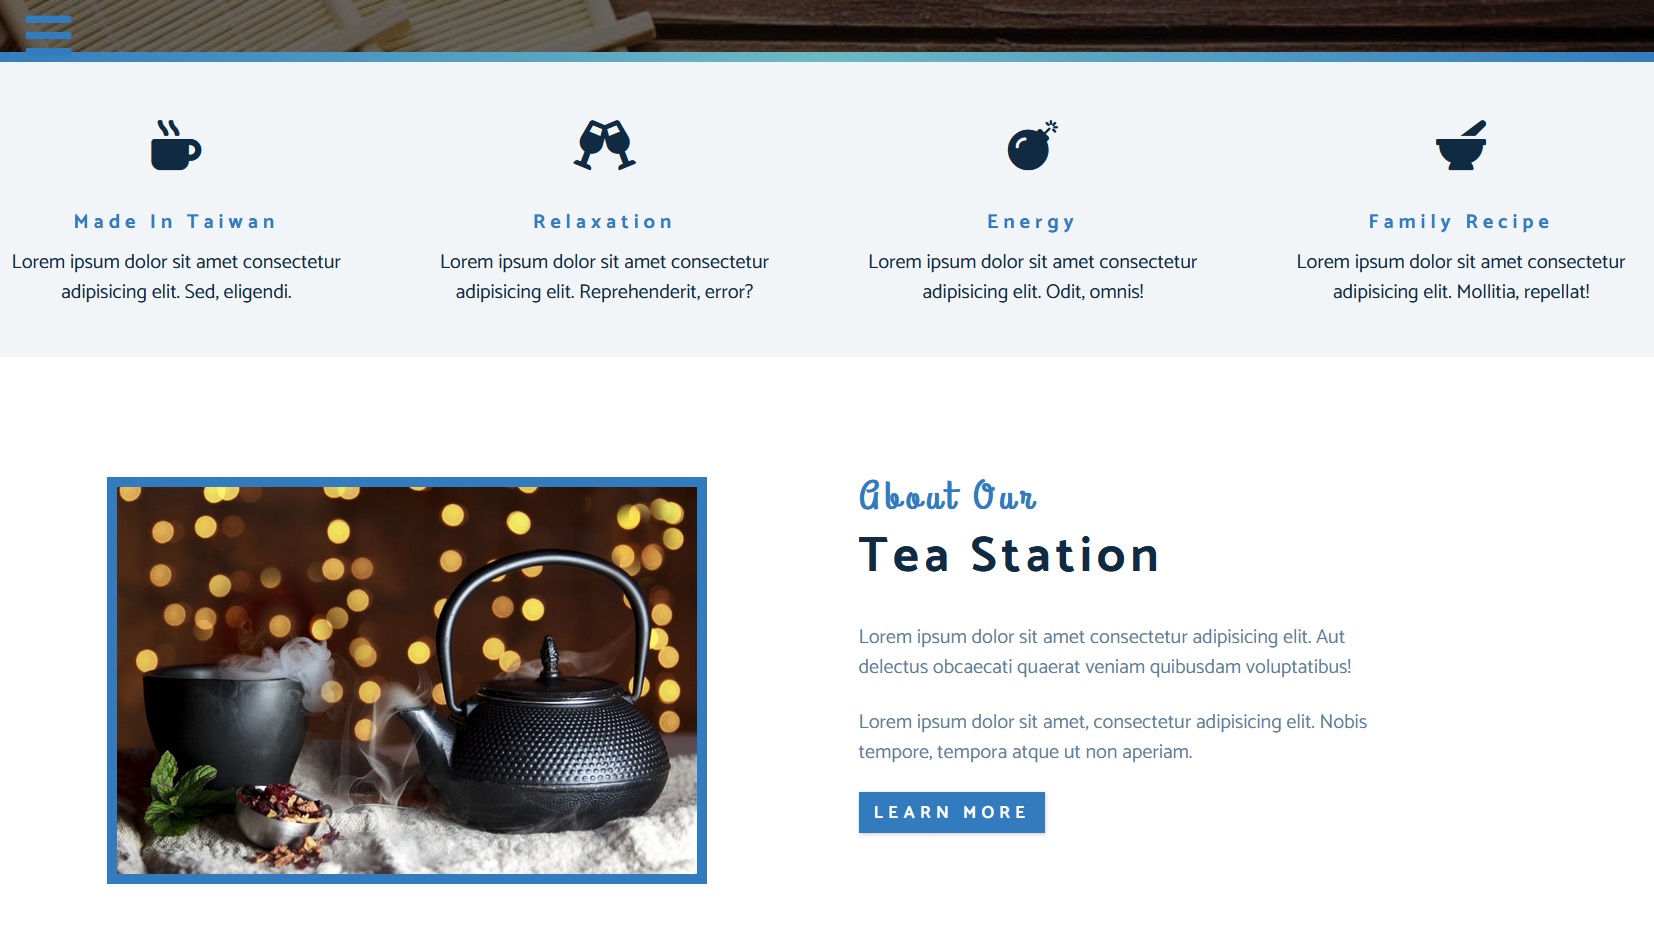 Made In Taiwan
Lorem ipsum dolor sit amet consectetur
adipisicing elit. Sed, eligendi.
Relaxation
Lorem ipsum dolor sit amet consectetur
adipisicing elit. Reprehenderit, error?
Energy
Lorem ipsum dolor sit amet consectetur
adipisicing elit. Odit, omnis!
Family Recipe
Lorem ipsum dolor sit amet consectetur
adipisicing elit. Mollitia, repellat!
About Our
Tea Station
Lorem ipsum dolor sit amet consectetur adipisicing elit. Aut
delectus obcaecati quaerat veniam quibusdam voluptatibus!
Lorem ipsum dolor sit amet, consectetur adipisicing elit. Nobis
tempore, tempora atque ut non aperiam.
LEARN MORE